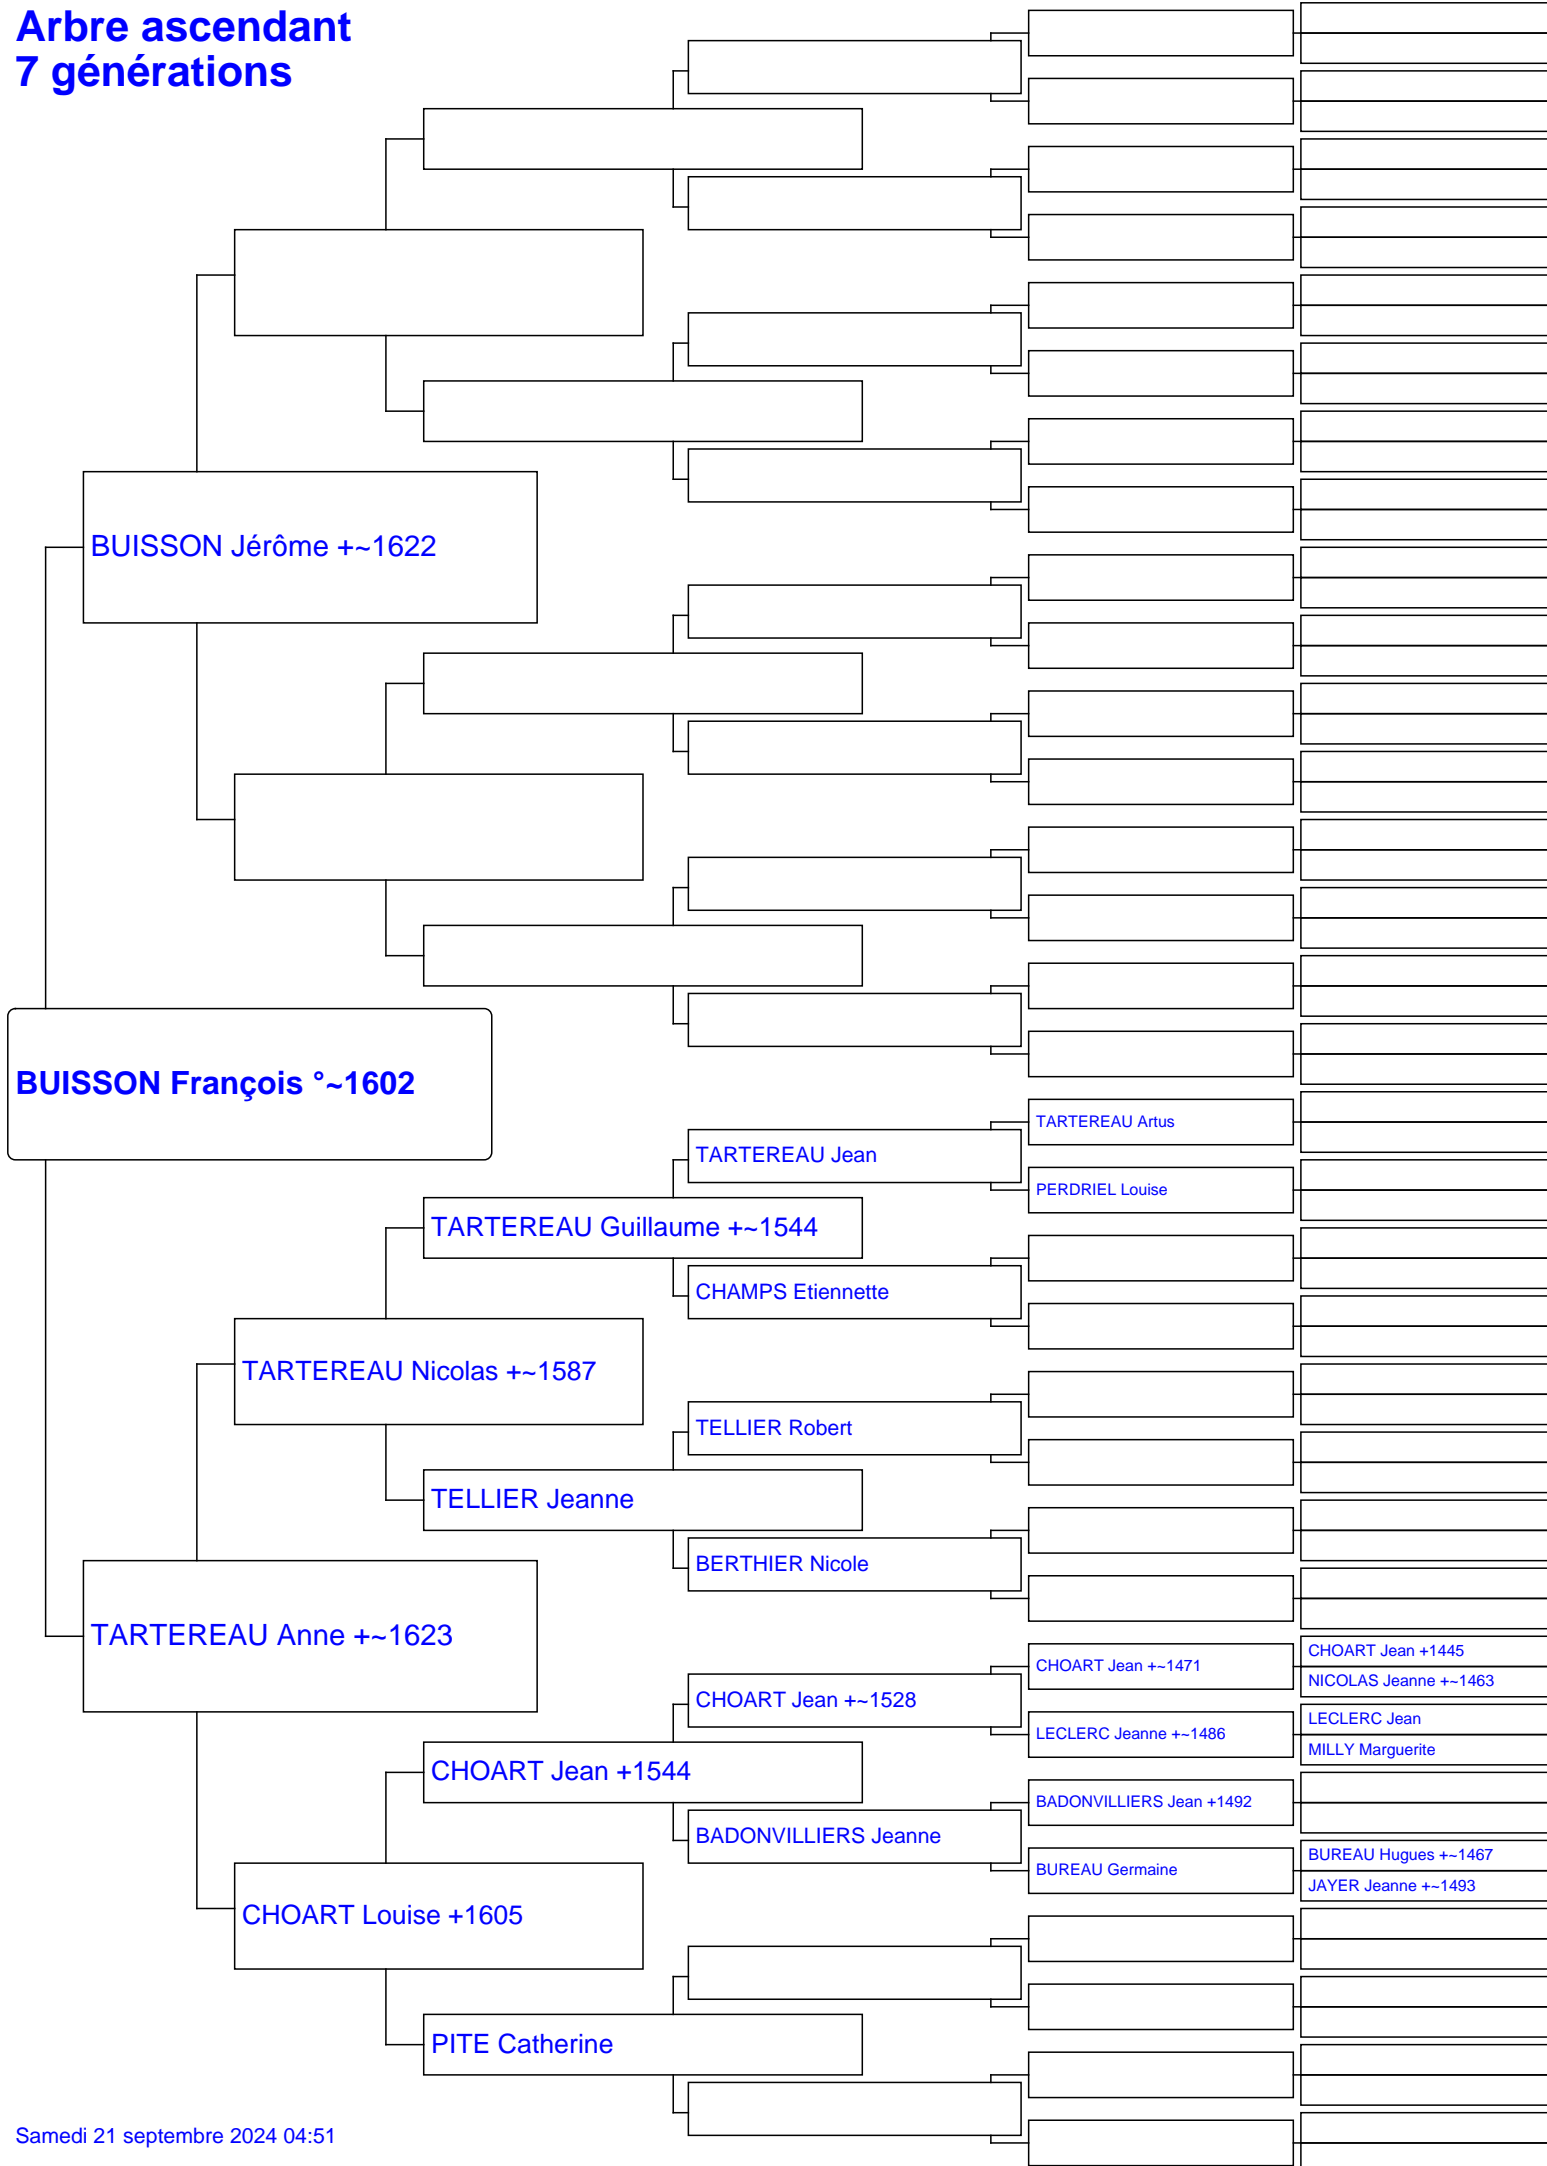 Arbre ascendant
7 générations
BUISSON Jérôme +~1622
BUISSON François °~1602
TARTEREAU Artus
TARTEREAU Jean
PERDRIEL Louise
TARTEREAU Guillaume +~1544
CHAMPS Etiennette
TARTEREAU Nicolas +~1587
TELLIER Robert
TELLIER Jeanne
BERTHIER Nicole
TARTEREAU Anne +~1623
CHOART Jean +1445
CHOART Jean +~1471
NICOLAS Jeanne +~1463
CHOART Jean +~1528
LECLERC Jean
LECLERC Jeanne +~1486
MILLY Marguerite
CHOART Jean +1544
BADONVILLIERS Jean +1492
BADONVILLIERS Jeanne
BUREAU Hugues +~1467
BUREAU Germaine
JAYER Jeanne +~1493
CHOART Louise +1605
PITE Catherine
Samedi 21 septembre 2024 04:51